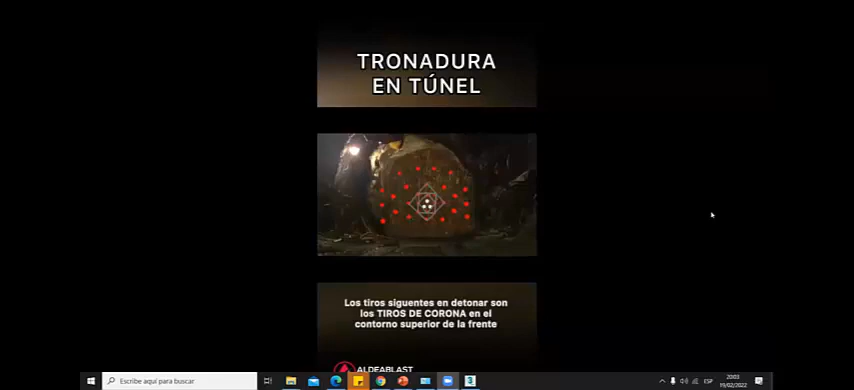 TRONADURA
EN TÚNEL
Los tiros siguentes en detonar son
los TIROS DE CORONA en el
contorno superior de la frente
ALDEABLAST
Escribe aquí para buscar
ESP
20:03
19/02/2022